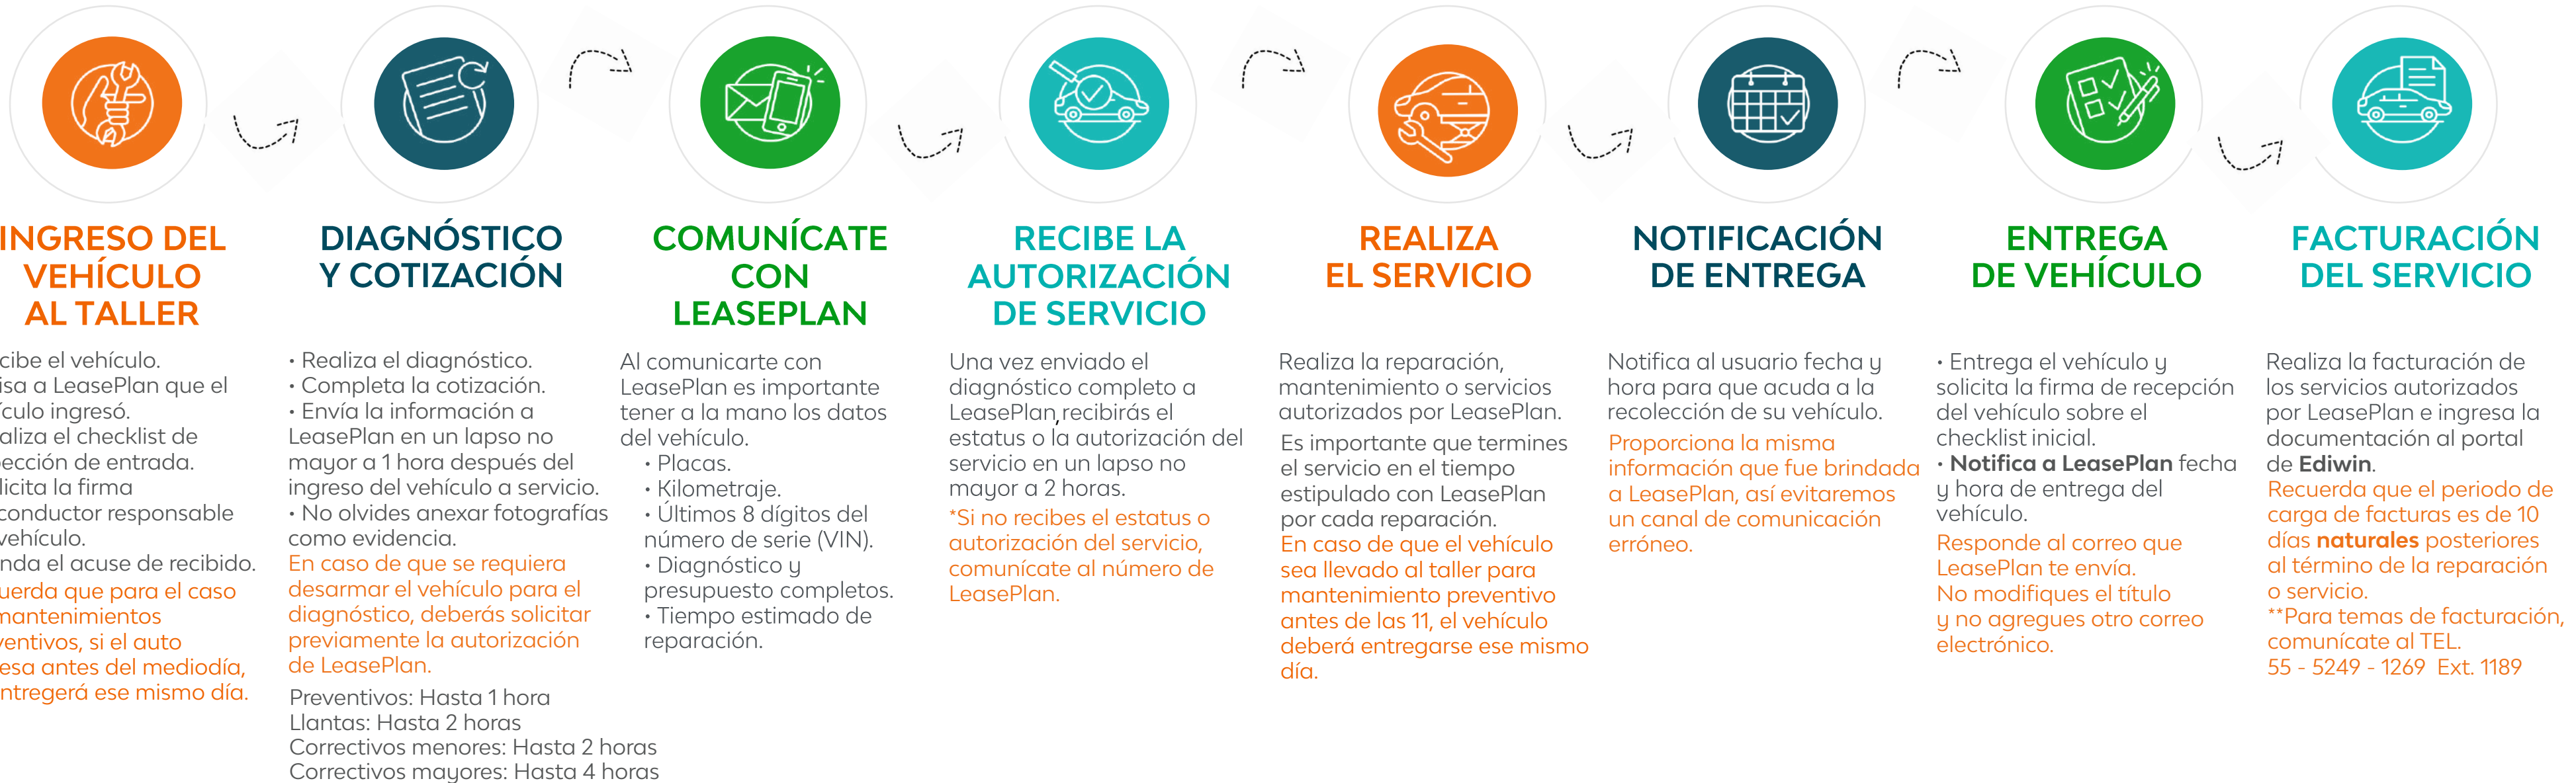 INGRESO DEL
VEHÍCULO
AL TALLER
cibe el vehículo.
isa a LeasePlan que el
ículo ingresó.
aliza el checklist de
ección de entrada.
licita la firma
conductor responsable
vehículo.
nda el acuse de recibido.
uerda que para el caso
mantenimientos
ventivos, si el auto
esa antes del mediodía,
ntregerá ese mismo día.
DIAGNÓSTICO
Y COTIZACIÓN
• Realiza el diagnóstico.
• Completa la cotización.
• Envía la información a
LeasePlan en un lapso no
mayor a 1 hora después del
ingreso del vehículo a servicio.
• No olvides anexar fotografías
como evidencia.
En caso de que se requiera
desarmar el vehículo para el
diagnóstico, deberás solicitar
previamente la autorización
de LeasePlan.
Preventivos: Hasta 1 hora
Llantas: Hasta 2 horas
Correctivos menores: Hasta 2 horas
Correctivos mayores: Hasta 4 horas
COMUNÍCATE
CON
LEASEPLAN
Al comunicarte con
LeasePlan es importante
tener a la mano los datos
del vehículo.
• Placas.
• Kilometraje.
• Últimos 8 dígitos del
número de serie (VIN).
• Diagnóstico y
presupuesto completos.
• Tiempo estimado de
reparación.
RECIBE LA
AUTORIZACIÓN
DE SERVICIO
Una vez enviado el
diagnóstico completo a
LeasePlan, recibirás el
estatus o la autorización del
servicio en un lapso no
mayor a 2 horas.
*Si no recibes el estatus o
autorización del servicio,
comunícate al número de
LeasePlan.
REALIZA
EL SERVICIO
Realiza la reparación,
mantenimiento o servicios
autorizados por LeasePlan.
Es importante que termines
el servicio en el tiempo
estipulado con LeasePlan
por cada reparación.
En caso de que el vehículo
sea llevado al taller para
mantenimiento preventivo
antes de las 11, el vehículo
deberá entregarse ese mismo
día.
NOTIFICACIÓN
DE ENTREGA
Notifica al usuario fecha y
hora para que acuda a la
recolección de su vehículo.
Proporciona la misma
información que fue brindada
a LeasePlan, así evitaremos
un canal de comunicación
erróneo.
ENTREGA
DE VEHÍCULO
• Entrega el vehículo y
solicita la firma de recepción
del vehículo sobre el
checklist inicial.
• Notifica a LeasePlan fecha
y hora de entrega del
vehículo.
Responde al correo que
LeasePlan te envía.
No modifiques el título
y no agregues otro correo
electrónico.
FACTURACIÓN
DEL SERVICIO
Realiza la facturación de
los servicios autorizados
por LeasePlan e ingresa la
documentación al portal
de Ediwin.
Recuerda que el periodo de
carga de facturas es de 10
días naturales posteriores
al término de la reparación
o servicio.
**Para temas de facturación,
comunícate al TEL.
55 - 5249 - 1269 Ext. 1189